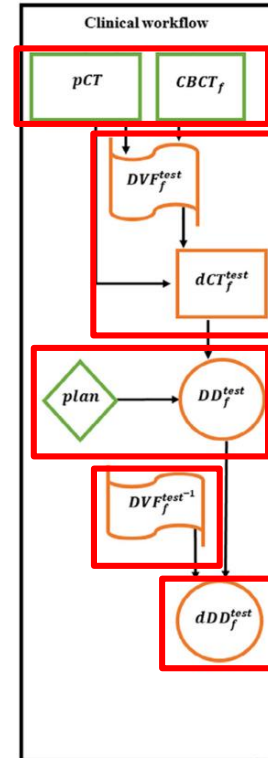 Clinical workflow
pCT CBCT_f
DVF_f^{test}
dCT_f^{test}
plan DD_f^{test}
DVF_f^{test^{-1}}
dDD_f^{test}